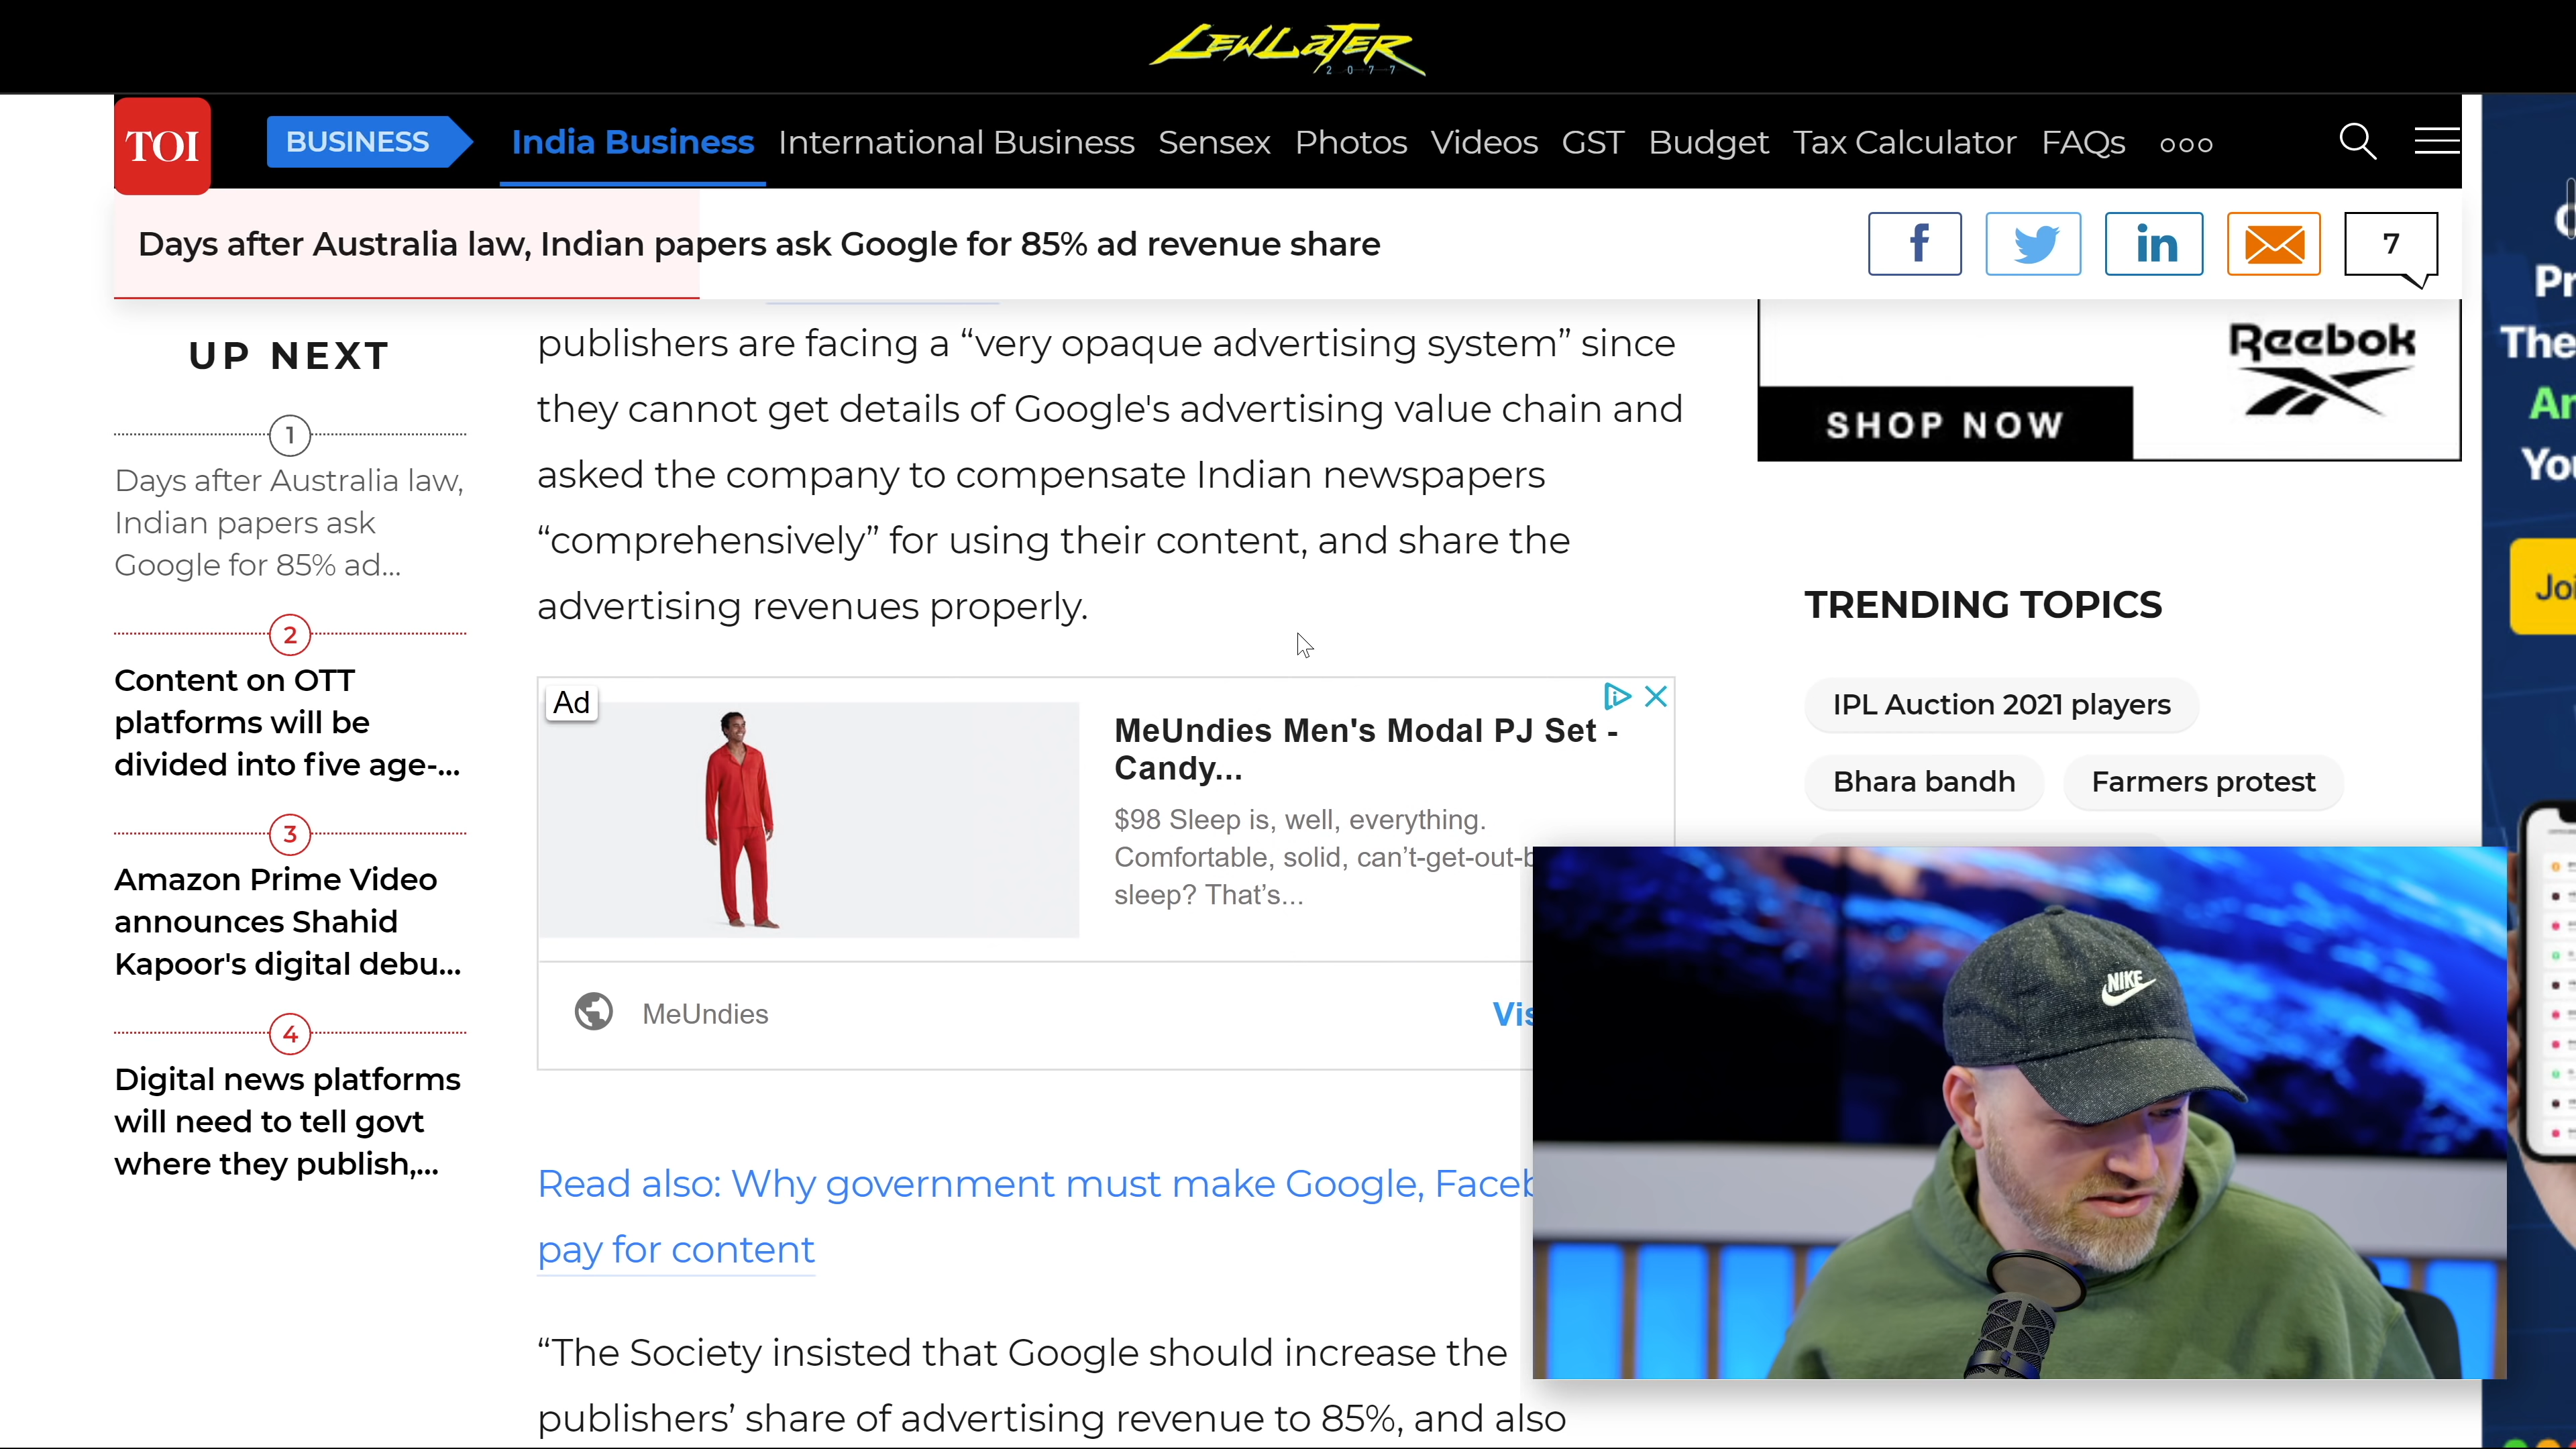 LEWLATER
2077
TOI
BUSINESS
India Business
International Business
Sensex
Photos
Videos
GST
Budget
Tax Calculator
FAQs
Days after Australia law, Indian papers ask Google for 85% ad revenue share
f
in
7
UP NEXT
1
Days after Australia law,
Indian papers ask
Google for 85% ad...
2
Content on OTT
platforms will be
divided into five age-...
3
Amazon Prime Video
announces Shahid
Kapoor's digital debu...
4
Digital news platforms
will need to tell govt
where they publish,...
publishers are facing a “very opaque advertising system” since
they cannot get details of Google's advertising value chain and
asked the company to compensate Indian newspapers
“comprehensively” for using their content, and share the
advertising revenues properly.
Ad
MeUndies Men's Modal PJ Set -
Candy...
$98 Sleep is, well, everything.
Comfortable, solid, can’t-get-out-b
sleep? That’s...
MeUndies
Vis
Read also: Why government must make Google, Faceb
pay for content
“The Society insisted that Google should increase the
publishers’ share of advertising revenue to 85%, and also
Reebok
SHOP NOW
TRENDING TOPICS
IPL Auction 2021 players
Bhara bandh
Farmers protest
NIKE
Pr
The
An
You
Joi